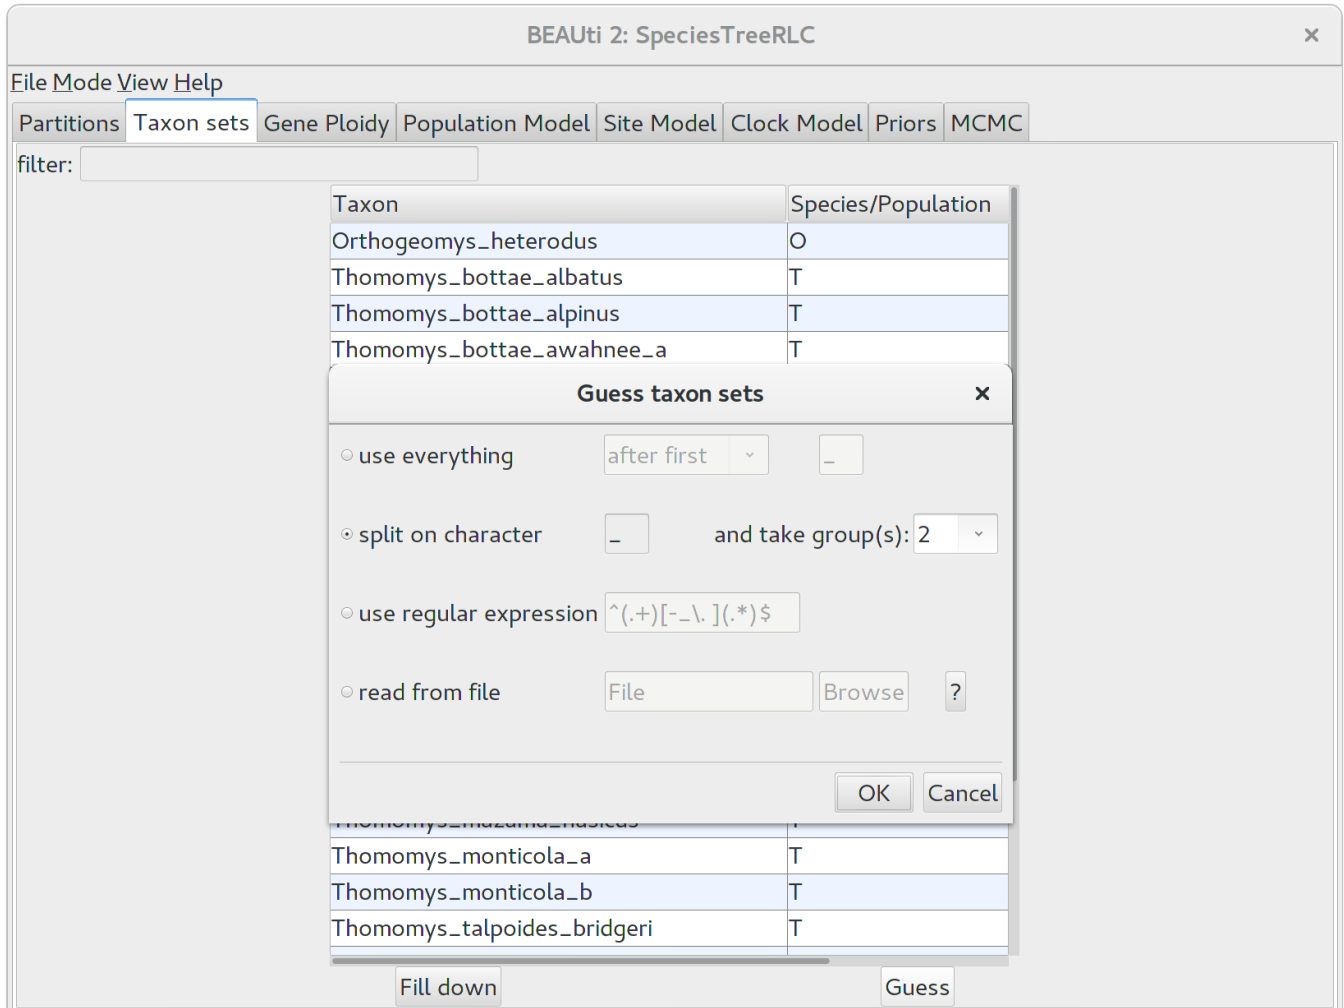 BEAUti 2: SpeciesTreeRLC ×
File Mode View Help
Partitions Taxon sets Gene Ploidy Population Model Site Model Clock Model Priors MCMC
filter:
Taxon Species/Population
Orthogeomys_heterodus O
Thomomys_bottae_albatus T
Thomomys_bottae_alpinus T
Thomomys_bottae_awahnee_a T
Guess taxon sets ×
use everything after first _
split on character _ and take group(s): 2
use regular expression ^(.+)[-_\. ](.*)$
read from file File Browse ?
OK Cancel
Thomomys_mazama_nasicus T
Thomomys_monticola_a T
Thomomys_monticola_b T
Thomomys_talpoides_bridgeri T
Fill down Guess